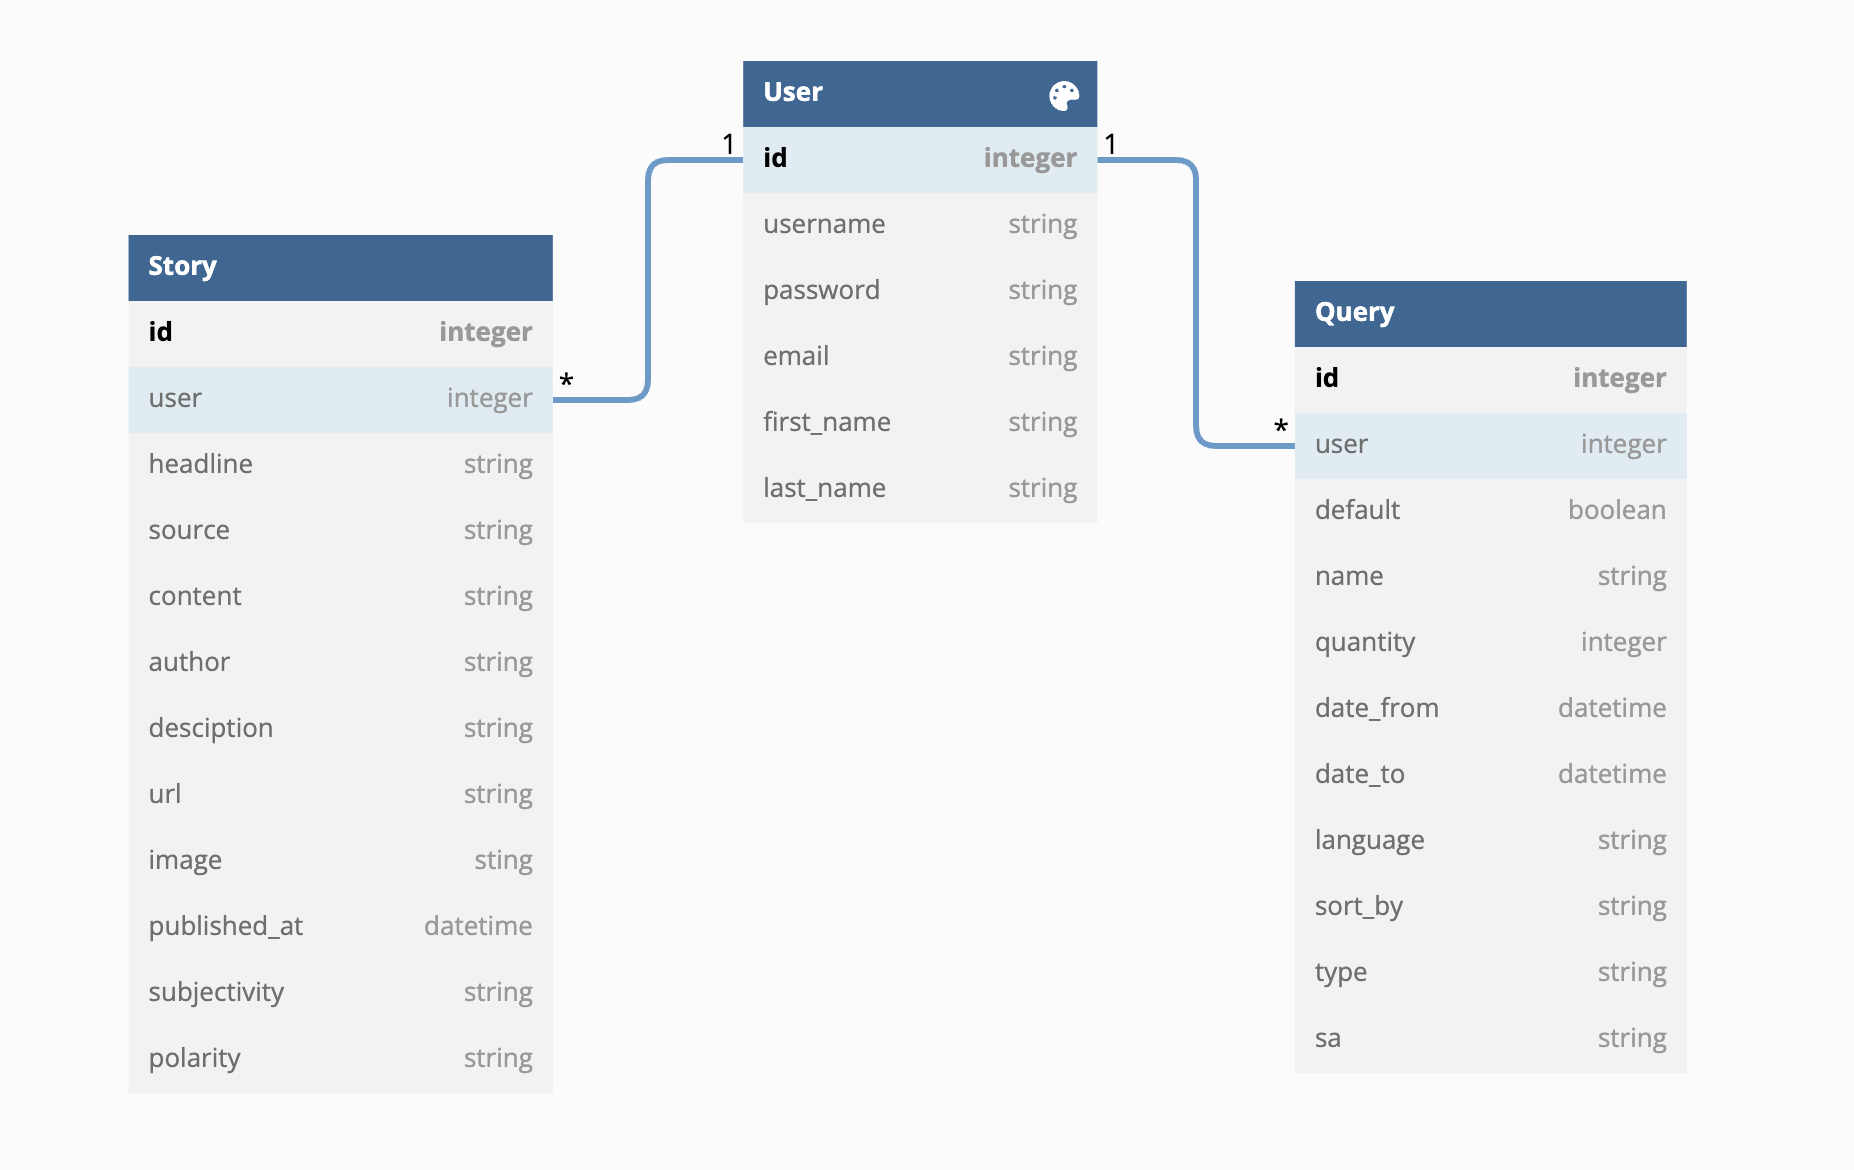 User
1
1
id integer
username string
password string
email string
first_name string
last_name string
Story
id integer
user integer
*
headline string
source string
content string
author string
desciption string
url string
image sting
published_at datetime
subjectivity string
polarity string
Query
id integer
*
user integer
default boolean
name string
quantity integer
date_from datetime
date_to datetime
language string
sort_by string
type string
sa string